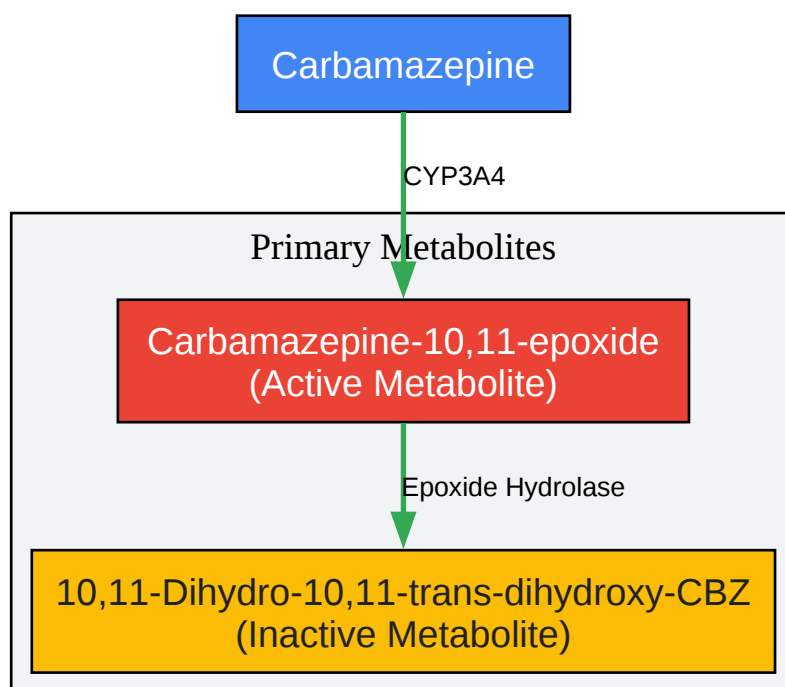 Carbamazepine
CYP3A4
Primary Metabolites
Carbamazepine-10,11-epoxide
(Active Metabolite)
Epoxide Hydrolase
10,11-Dihydro-10,11-trans-dihydroxy-CBZ
(Inactive Metabolite)